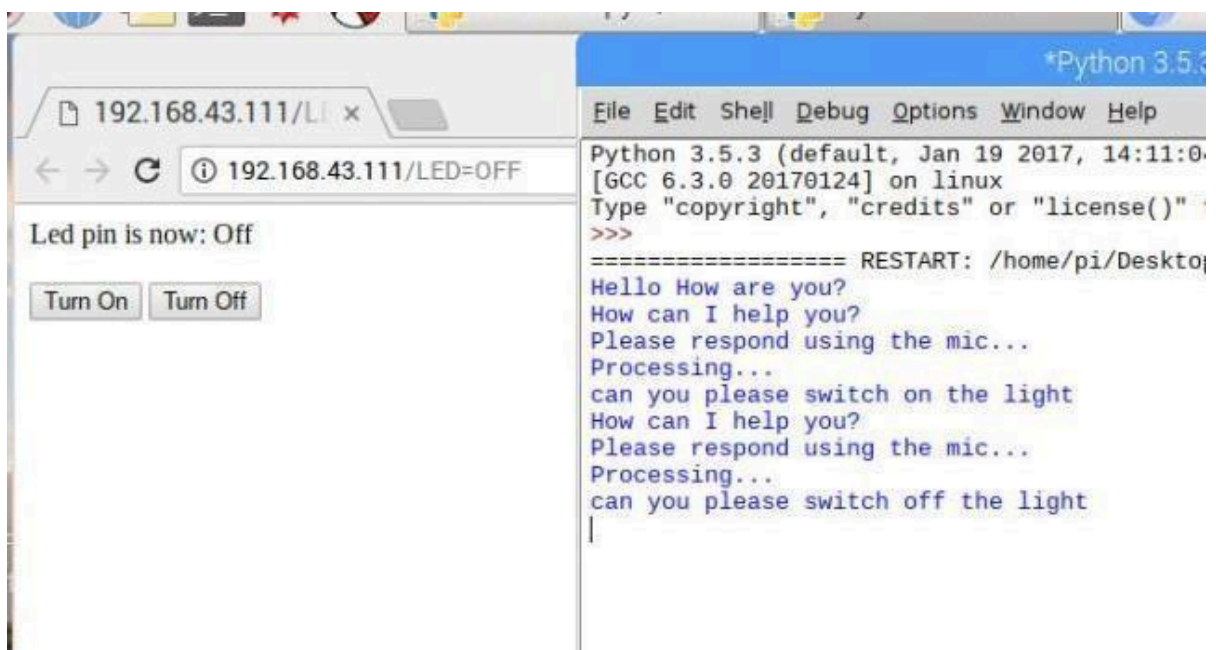 192.168.43.111/L
192.168.43.111/LED=OFF
Led pin is now: Off
Turn On
Turn Off
*Python 3.5.3
File Edit Shell Debug Options Window Help
Python 3.5.3 (default, Jan 19 2017, 14:11:04
[GCC 6.3.0 20170124] on linux
Type "copyright", "credits" or "license()"
>>>
================== RESTART: /home/pi/Desktop
Hello How are you?
How can I help you?
Please respond using the mic...
Processing...
can you please switch on the light
How can I help you?
Please respond using the mic...
Processing...
can you please switch off the light